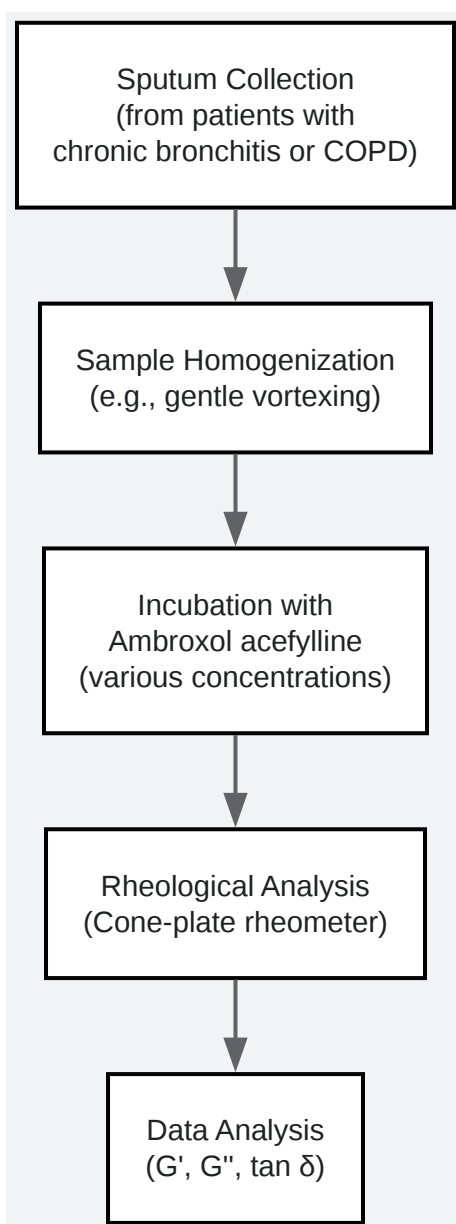 Sputum Collection
(from patients with
chronic bronchitis or COPD)
Sample Homogenization
(e.g., gentle vortexing)
Incubation with
Ambroxol acefylline
(various concentrations)
Rheological Analysis
(Cone-plate rheometer)
Data Analysis
(G', G'', tan δ)